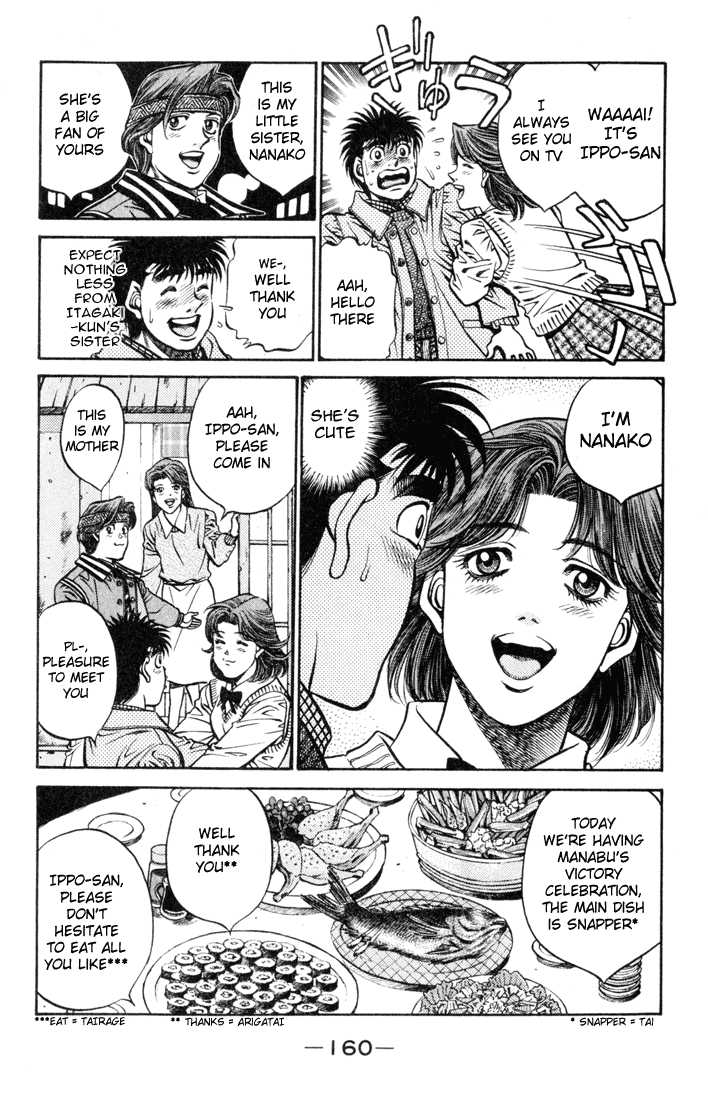 WAAAAI!
IT'S
IPPO-SAN
I
ALWAYS
SEE YOU
ON TV
AAH,
HELLO
THERE
THIS
IS MY
LITTLE
SISTER,
NANAKO
SHE'S
A BIG
FAN OF
YOURS
WE-,
WELL
THANK
YOU
EXPECT
NOTHING
LESS
FROM
ITAGAKI
-KUN'S
SISTER
I'M
NANAKO
SHE'S
CUTE
AAH,
IPPO-SAN,
PLEASE
COME IN
THIS
IS MY
MOTHER
PL-,
PLEASURE
TO MEET
YOU
TODAY
WE'RE HAVING
MANABU'S
VICTORY
CELEBRATION,
THE MAIN DISH
IS SNAPPER*
WELL
THANK
YOU**
IPPO-SAN,
PLEASE
DON'T
HESITATE
TO EAT ALL
YOU LIKE***
* SNAPPER = TAI
** THANKS = ARIGATAI
***EAT = TAIRAGE
—160—